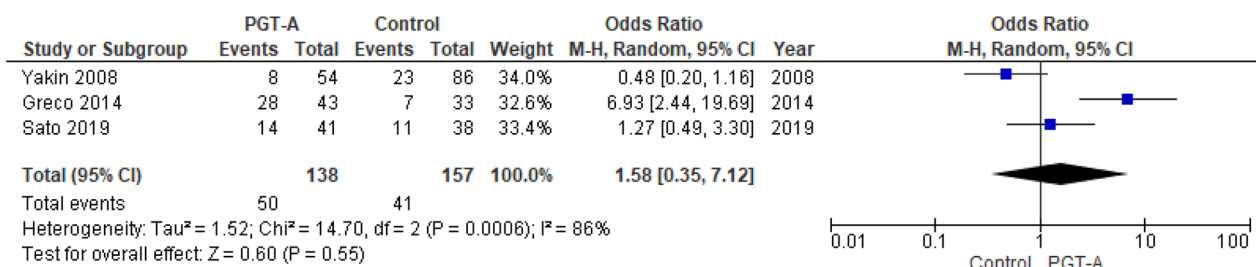 PGT-A Control Odds Ratio Odds Ratio
Study or Subgroup Events Total Events Total Weight M-H, Random, 95% CI Year M-H, Random, 95% CI
Yakin 2008 8 54 23 86 34.0% 0.48 [0.20, 1.16] 2008
Greco 2014 28 43 7 33 32.6% 6.93 [2.44, 19.69] 2014
Sato 2019 14 41 11 38 33.4% 1.27 [0.49, 3.30] 2019
Total (95% CI) 138 157 100.0% 1.58 [0.35, 7.12]
Total events 50 41
Heterogeneity: Tau² = 1.52; Chi² = 14.70, df = 2 (P = 0.0006); I² = 86%
Test for overall effect: Z = 0.60 (P = 0.55)
0.01 0.1 1 10 100
Control PGT-A